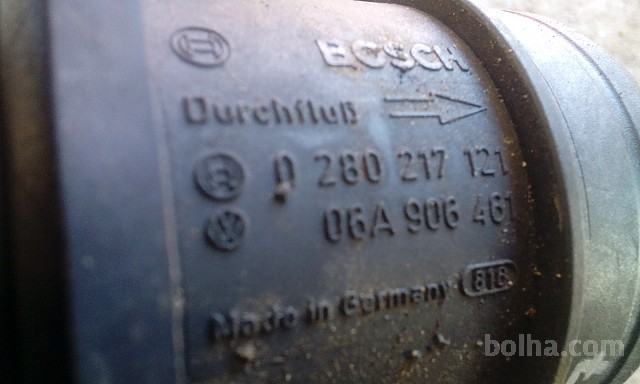 BOSCH
Durchfluß
0 280 217 121
06A 906 461
Made in Germany 818
bolha.com